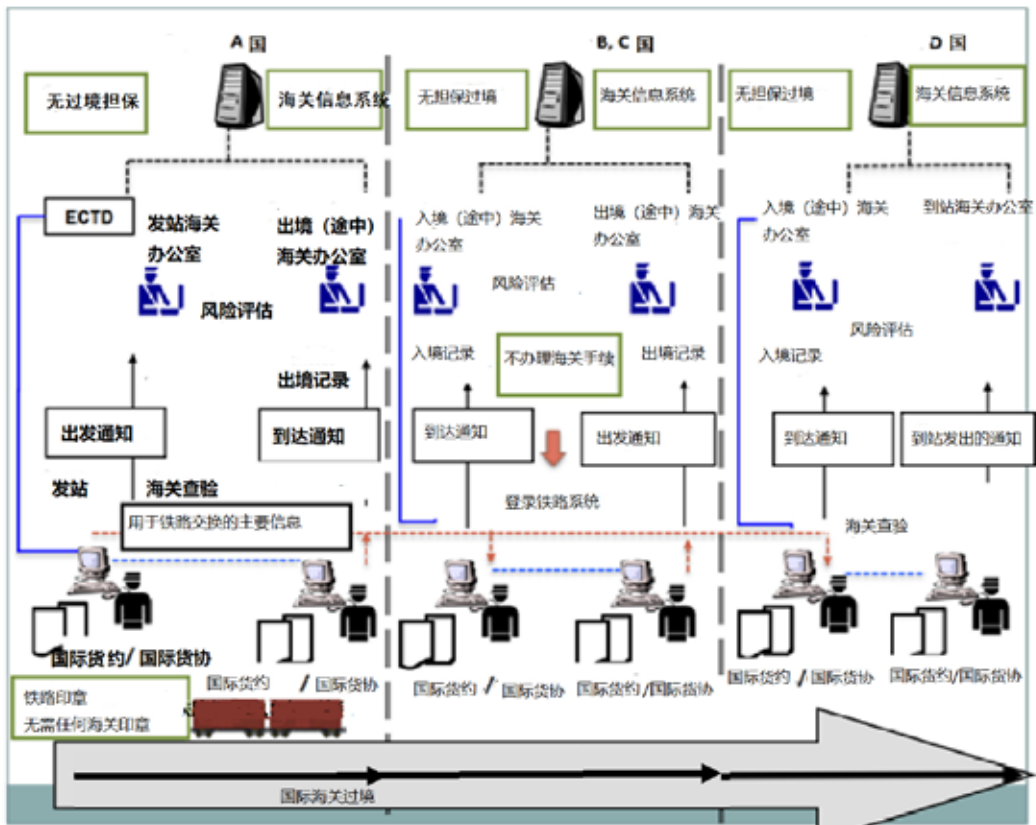 A国
B, C 国
D 国
无过境担保
海关信息系统
无担保过境
海关信息系统
无担保过境
海关信息系统
ECTD
发站海关
办公室
出境（途中）
海关办公室
入境（途中）海关
办公室
出境（途中）海关
办公室
入境（途中）海关
办公室
到站海关办公室
风险评估
风险评估
风险评估
出境记录
入境记录
不办理海关手续
出境记录
入境记录
出发通知
到达通知
到达通知
出发通知
到达通知
到站发出的通知
发站
海关查验
登录铁路系统
海关查验
用于铁路交换的主要信息
国际货约/ 国际货协
国际货约 / 国际货协
国际货约 / 国际货协
国际货约/国际货协
国际货约 / 国际货协
国际货约/国际货协
铁路印章
无需任何海关印章
国际海关过境